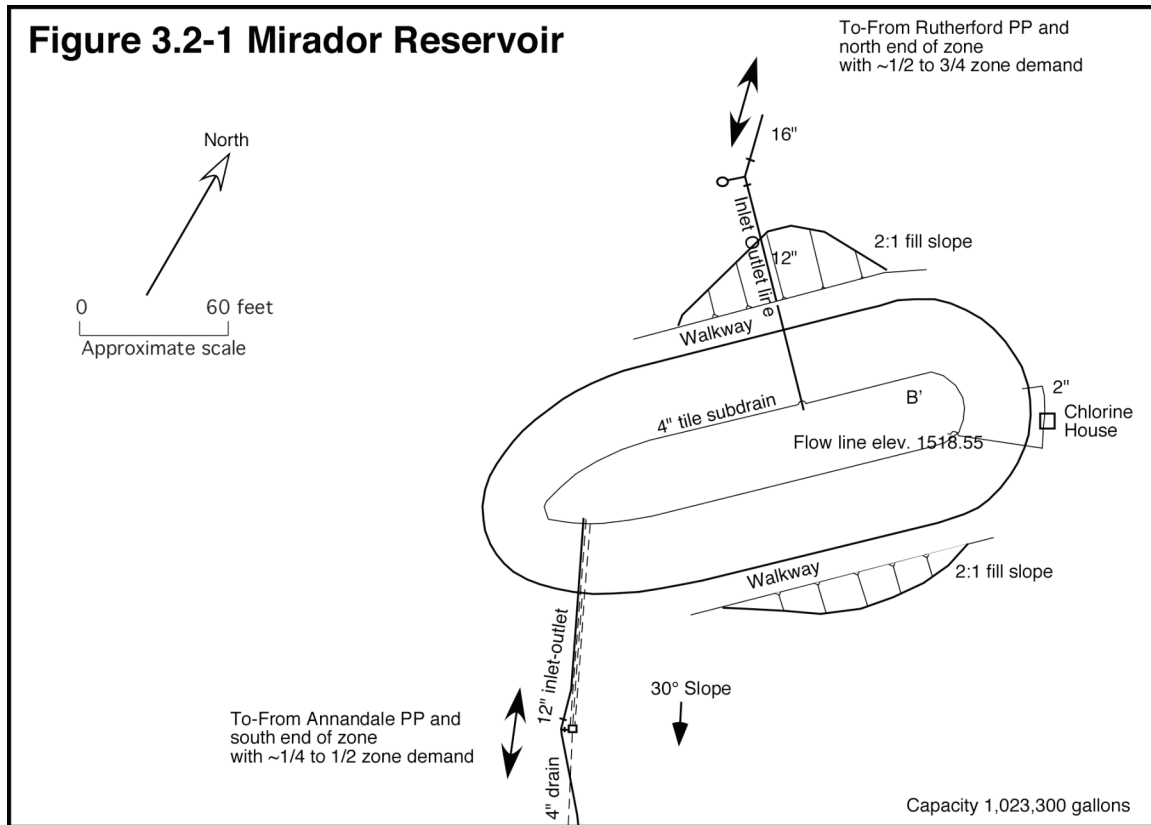 Figure 3.2-1 Mirador Reservoir
To-From Rutherford PP and
north end of zone
with ~1/2 to 3/4 zone demand
North
16"
Inlet Outlet line
12"
2:1 fill slope
0 60 feet
Approximate scale
Walkway
4" tile subdrain
B’
2"
Chlorine
House
Flow line elev. 1518.55
Walkway
2:1 fill slope
12" inlet-outlet
30° Slope
To-From Annandale PP and
south end of zone
with ~1/4 to 1/2 zone demand
4" drain
Capacity 1,023,300 gallons